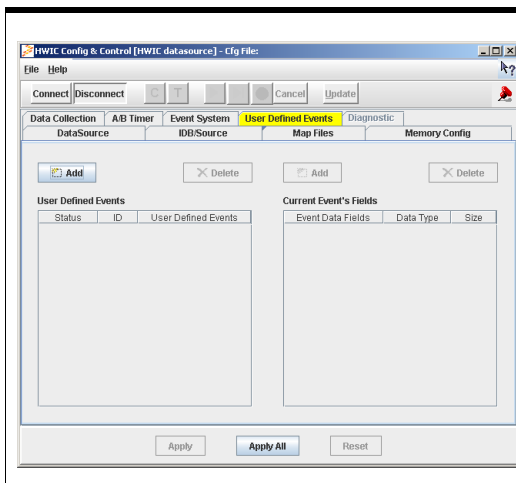 HWIC Config & Control [HWIC datasource] - Cfg File:
File Help
Connect Disconnect C T Cancel Update
Data Collection A/B Timer Event System User Defined Events Diagnostic
DataSource IDB/Source Map Files Memory Config
Add Delete Add Delete
User Defined Events Current Event's Fields
Status ID User Defined Events Event Data Fields Data Type Size
Apply Apply All Reset